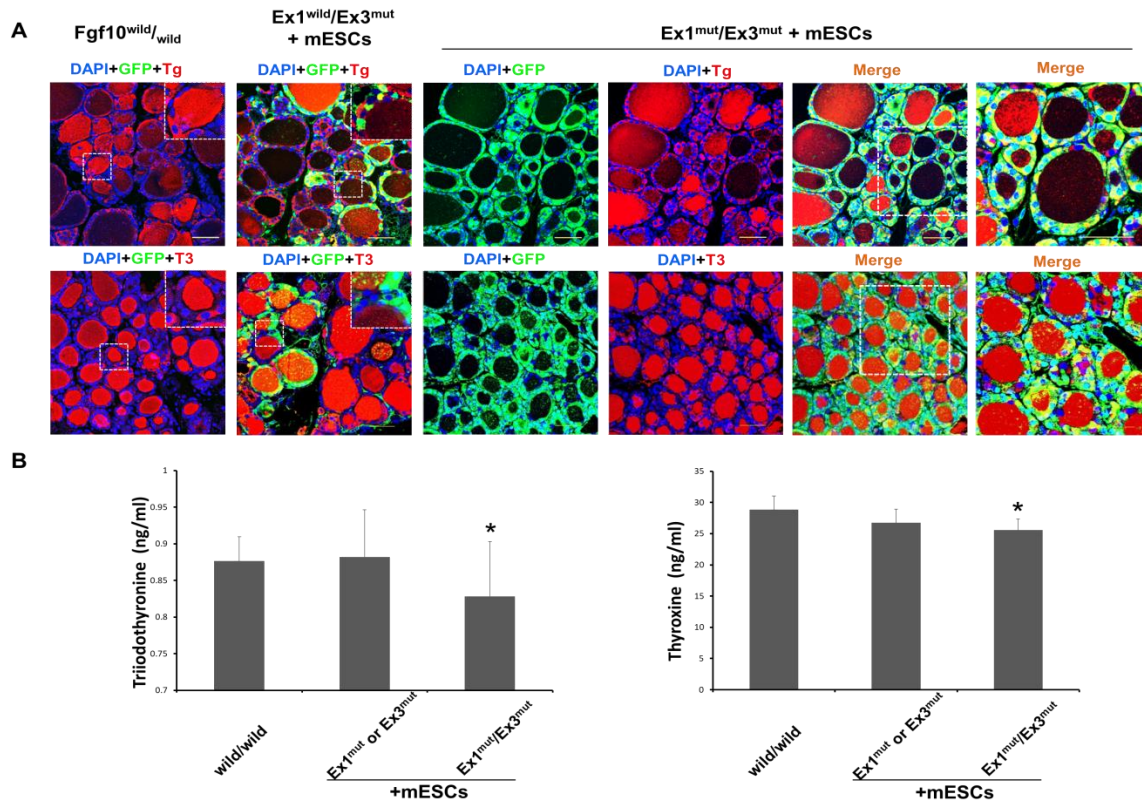 A
Fgf10wild/wild
Ex1wild/Ex3mut
+ mESCs
Ex1mut/Ex3mut + mESCs
DAPI+GFP+Tg
DAPI+GFP+Tg
DAPI+GFP
DAPI+Tg
Merge
Merge
DAPI+GFP+T3
DAPI+GFP+T3
DAPI+GFP
DAPI+T3
Merge
Merge
B
Triiodothyronine (ng/ml)
1
0.95
0.9
0.85
0.8
0.7
*
wild/wild
Ex1mut or Ex3mut
Ex1mut/Ex3mut
+mESCs
Thyroxine (ng/ml)
35
30
25
20
15
10
5
0
*
wild/wild
Ex1mut or Ex3mut
Ex1mut/Ex3mut
+mESCs